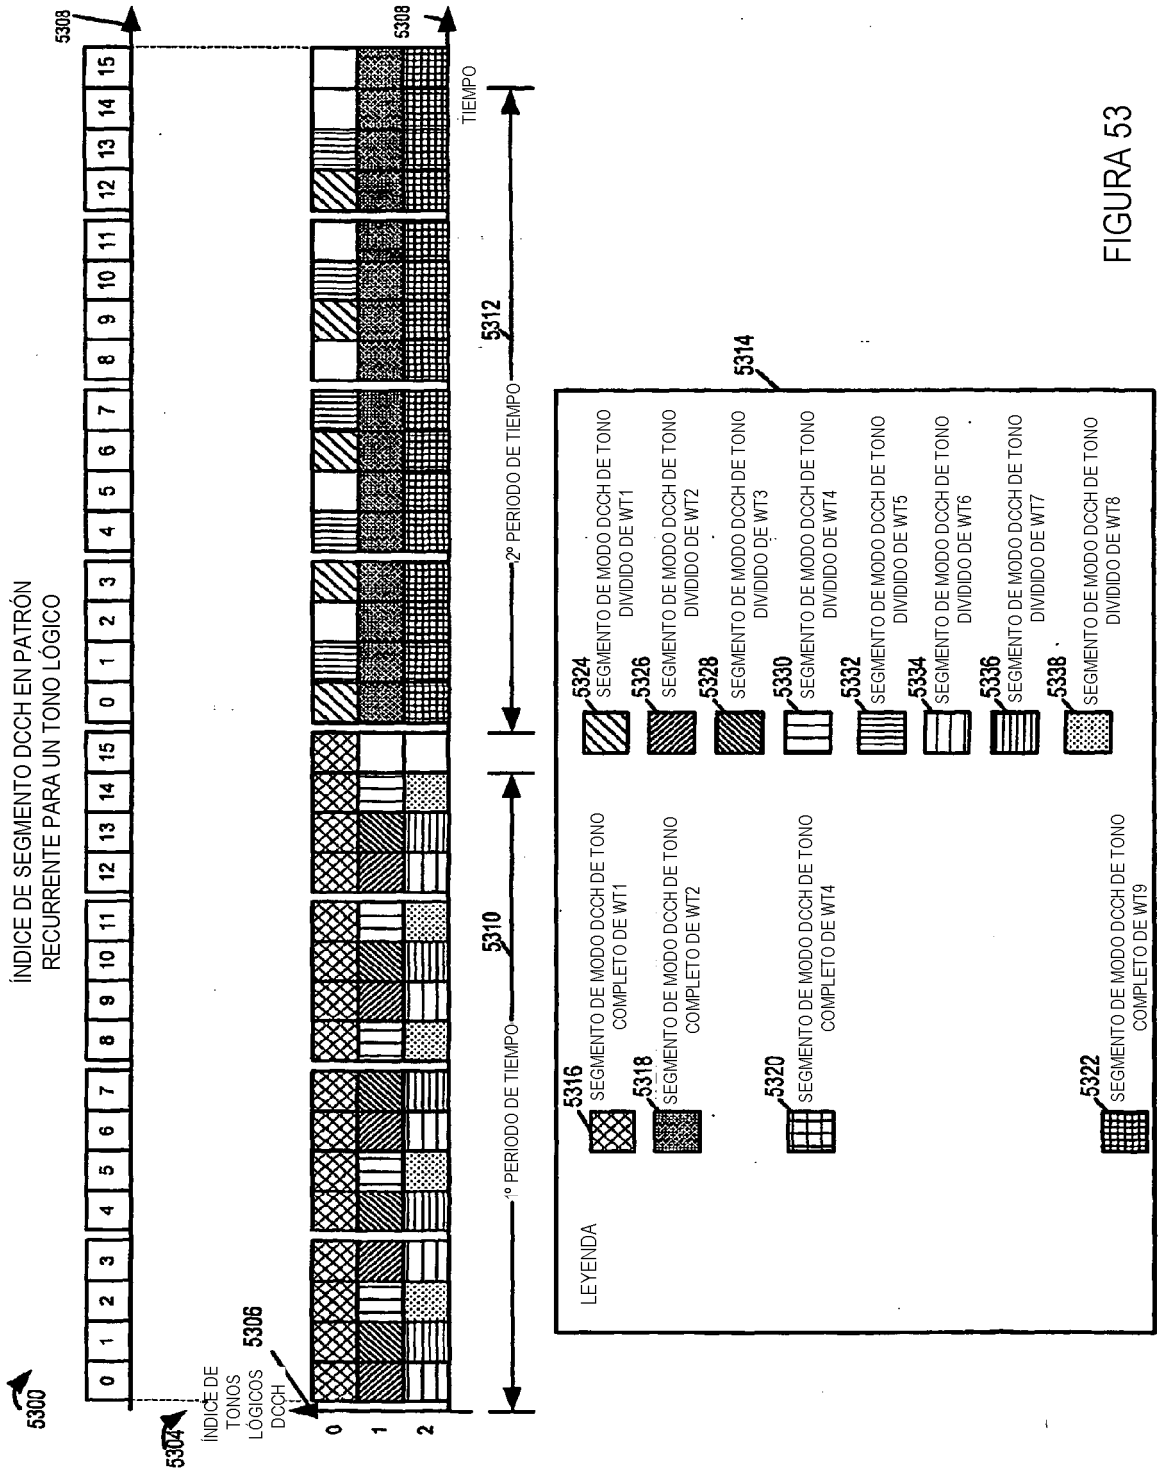 ÍNDICE DE SEGMENTO DCCH EN PATRÓN
RECURRENTE PARA UN TONO LÓGICO
5300
0 1 2 3 4 5 6 7 8 9 10 11 12 13 14 15 0 1 2 3 4 5 6 7 8 9 10 11 12 13 14 15
5308
5304
ÍNDICE DE
TONOS
LÓGICOS
DCCH
5306
0
1
2
5308
TIEMPO
1º PERIODO DE TIEMPO
5310
2º PERIODO DE TIEMPO
5312
5314
LEYENDA
5316
SEGMENTO DE MODO DCCH DE TONO
COMPLETO DE WT1
5318
SEGMENTO DE MODO DCCH DE TONO
COMPLETO DE WT2
5320
SEGMENTO DE MODO DCCH DE TONO
COMPLETO DE WT4
5322
SEGMENTO DE MODO DCCH DE TONO
COMPLETO DE WT9
5324
SEGMENTO DE MODO DCCH DE TONO
DIVIDIDO DE WT1
5326
SEGMENTO DE MODO DCCH DE TONO
DIVIDIDO DE WT2
5328
SEGMENTO DE MODO DCCH DE TONO
DIVIDIDO DE WT3
5330
SEGMENTO DE MODO DCCH DE TONO
DIVIDIDO DE WT4
5332
SEGMENTO DE MODO DCCH DE TONO
DIVIDIDO DE WT5
5334
SEGMENTO DE MODO DCCH DE TONO
DIVIDIDO DE WT6
5336
SEGMENTO DE MODO DCCH DE TONO
DIVIDIDO DE WT7
5338
SEGMENTO DE MODO DCCH DE TONO
DIVIDIDO DE WT8
FIGURA 53